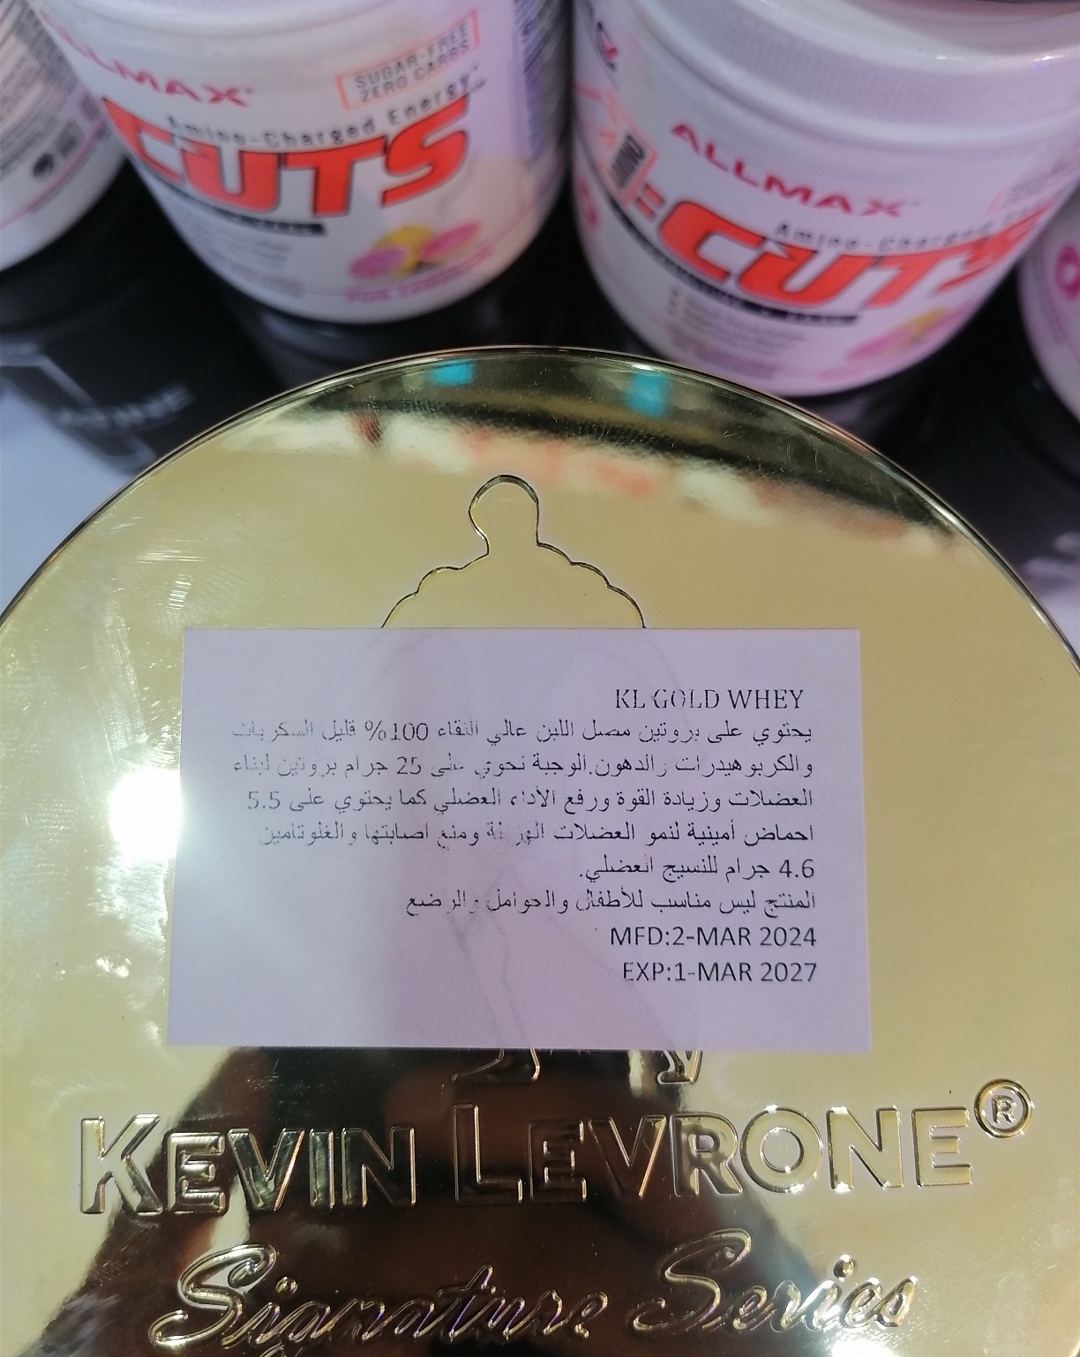 ALLMAX
SUGAR-FREE
ZERO CARBS
Amino-Charged Energy
CUTS
ALLMAX
Amino-Charged
CUTS
KL GOLD WHEY
يحتوي على بروتين مصل اللبن عالي النقاء 100% قليل السكريات
والكربوهيدرات والدهون.الوجبة تحوي على 25 جرام بروتين لبناء
العضلات وزيادة القوة ورفع الأداء العضلي كما يحتوي على 5.5
احماض أمينية لنمو العضلات الهزيلة ومنع اصابتها والغلوتامين
4.6 جرام للنسيج العضلي.
المنتج ليس مناسب للأطفال والحوامل والرضع
MFD:2-MAR 2024
EXP:1-MAR 2027
KEVIN LEVRONE®
Signature Series